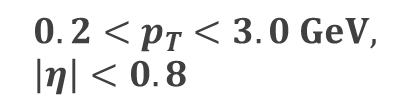 0.2 < p_T < 3.0 GeV,
|η| < 0.8